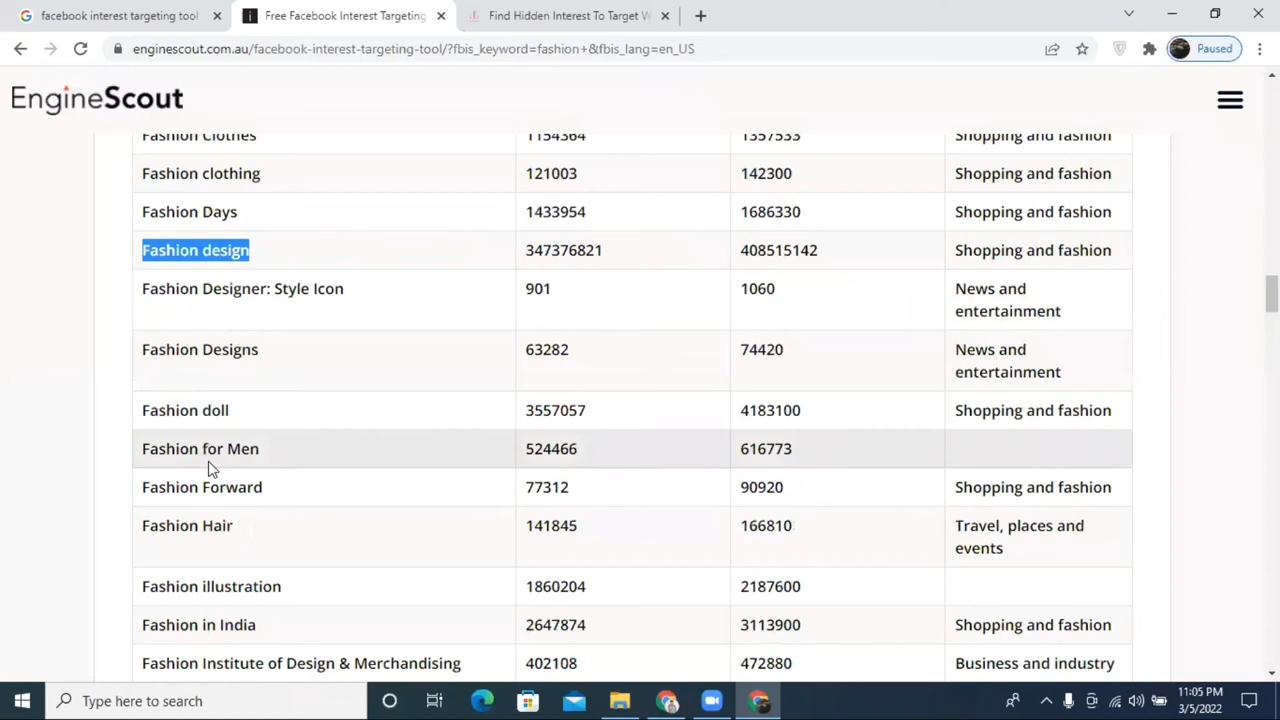 facebook interest targeting tool
Free Facebook Interest Targeting
Find Hidden Interest To Target W
enginescout.com.au/facebook-interest-targeting-tool/?fbis_keyword=fashion+&fbis_lang=en_US
Paused
EngineScout
Fashion Clothes 1154364 1357533 Shopping and fashion
Fashion clothing 121003 142300 Shopping and fashion
Fashion Days 1433954 1686330 Shopping and fashion
Fashion design 347376821 408515142 Shopping and fashion
Fashion Designer: Style Icon 901 1060 News and
entertainment
Fashion Designs 63282 74420 News and
entertainment
Fashion doll 3557057 4183100 Shopping and fashion
Fashion for Men 524466 616773
Fashion Forward 77312 90920 Shopping and fashion
Fashion Hair 141845 166810 Travel, places and
events
Fashion illustration 1860204 2187600
Fashion in India 2647874 3113900 Shopping and fashion
Fashion Institute of Design & Merchandising 402108 472880 Business and industry
Type here to search
11:05 PM
3/5/2022